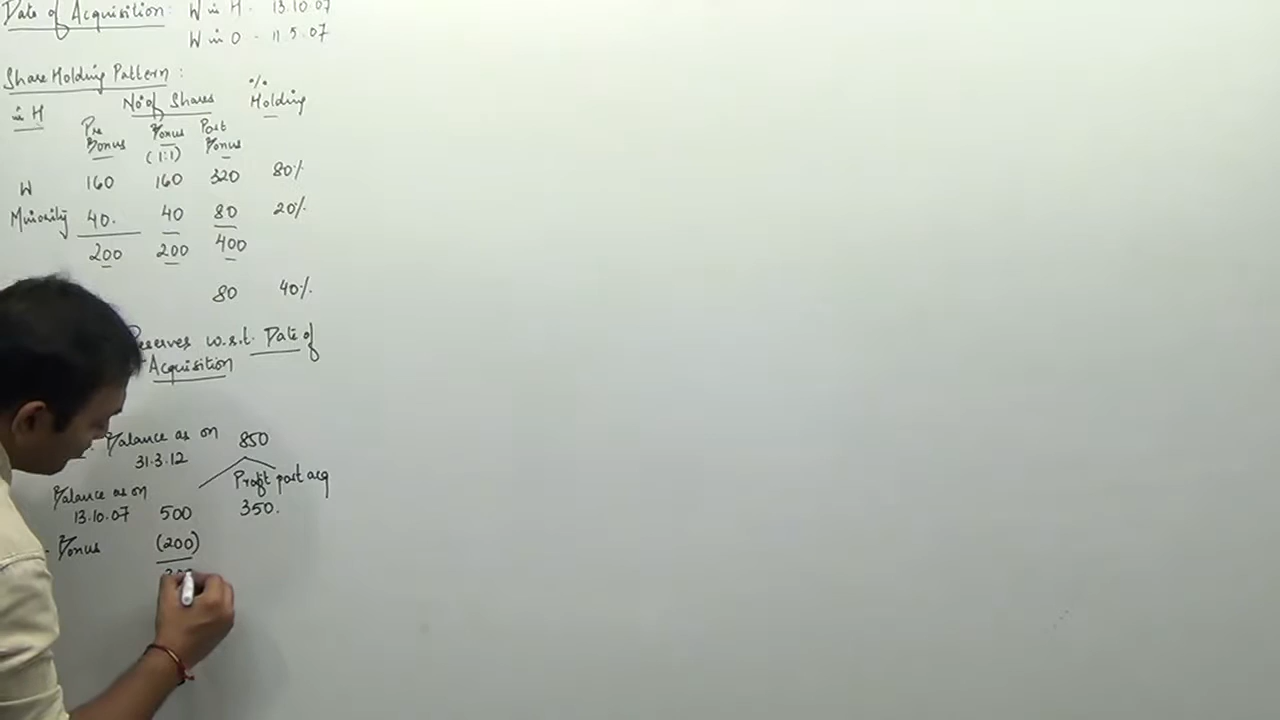 Date of Acquisition: W in H - 13.10.07
W in O - 11.5.07
Share Holding Pattern:
in H No of Shares % Holding
Pre Bonus Bonus (1:1) Post Bonus
W 160 160 320 80%
Minority 40. 40 80 20%
200 200 400
80 40%
Reserves w.r.t. Date of
Acquisition
Balance as on 850
31.3.12
Profit post acq
Balance as on
13.10.07 500 350.
- Bonus (200)